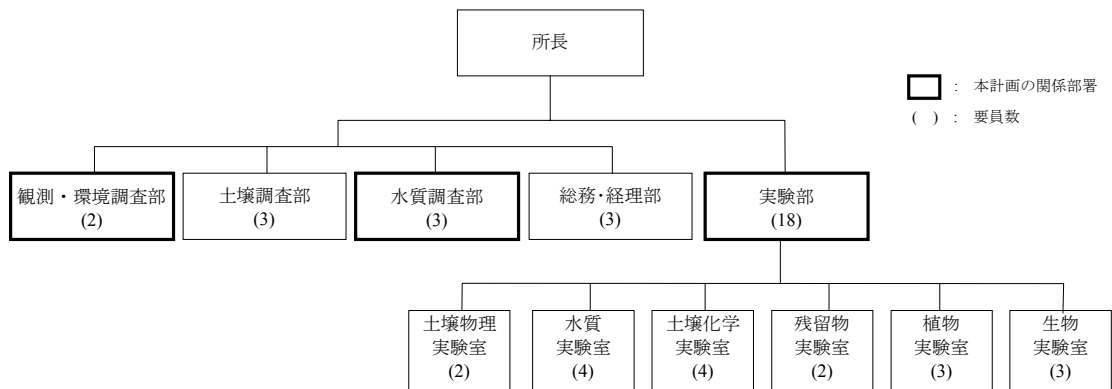 所長
: 本計画の関係部署
( ) : 要員数
観測・環境調査部
(2)
土壌調査部
(3)
水質調査部
(3)
総務・経理部
(3)
実験部
(18)
土壌物理
実験室
(2)
水質
実験室
(4)
土壌化学
実験室
(4)
残留物
実験室
(2)
植物
実験室
(3)
生物
実験室
(3)